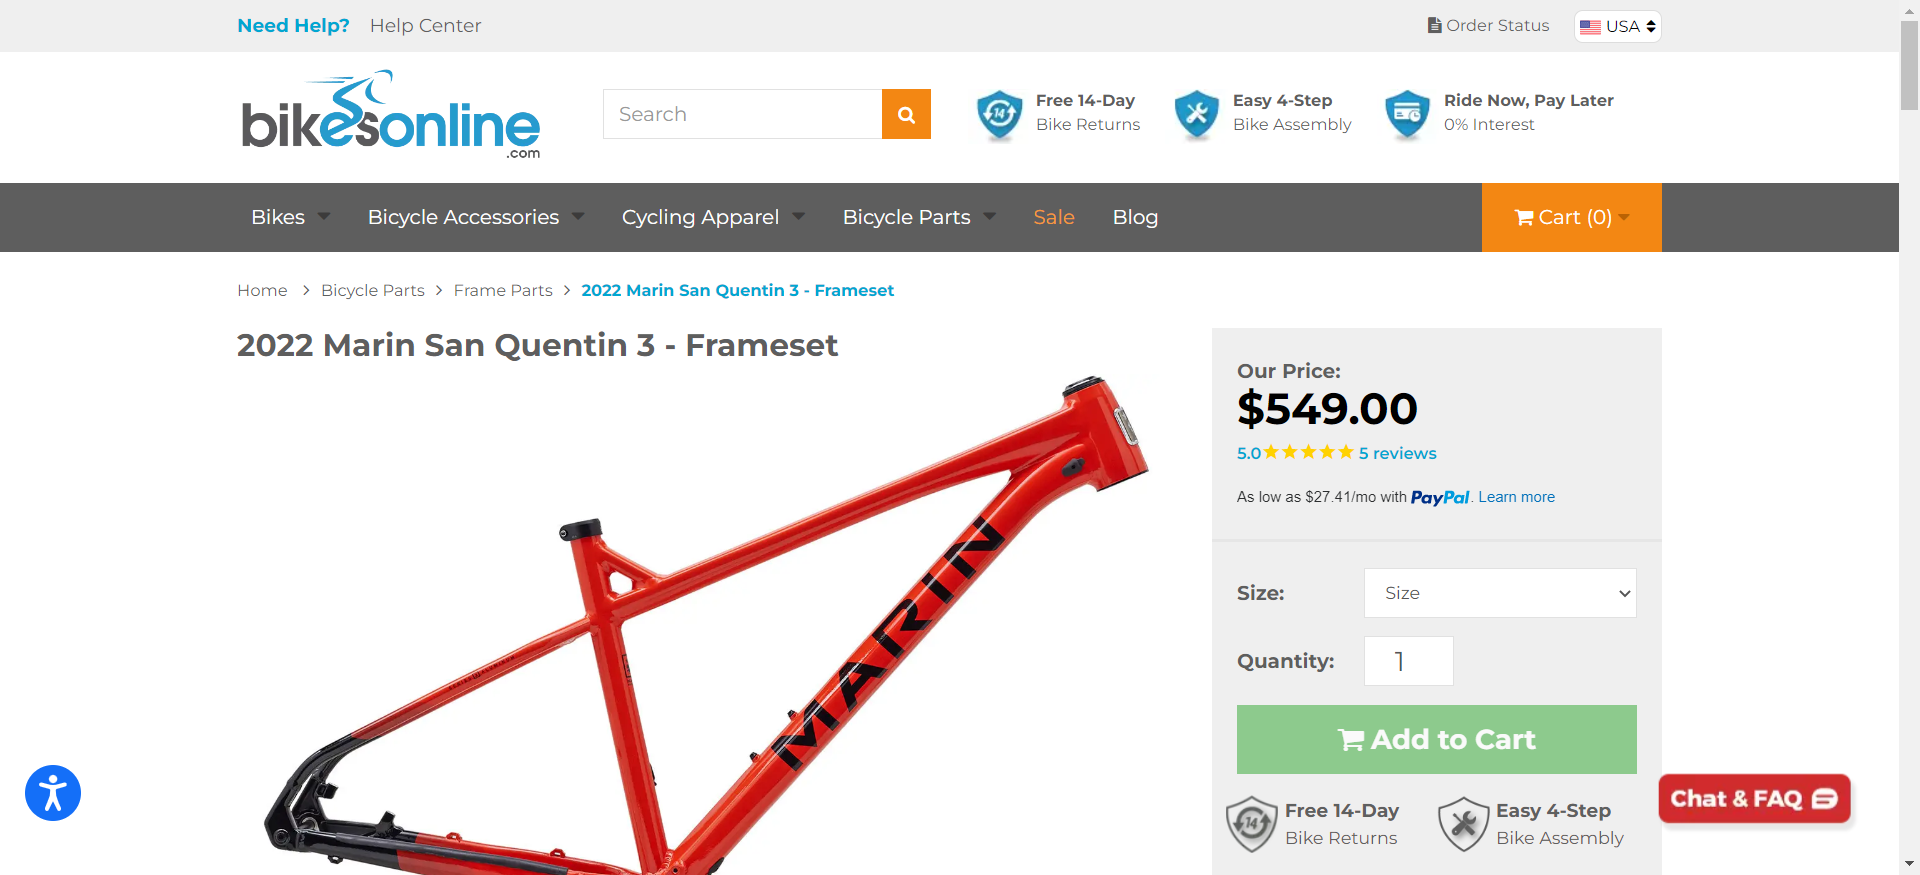 Need Help? Help Center
Order Status
USA
bikesonline
.com
Search
14
Free 14-Day
Bike Returns
Easy 4-Step
Bike Assembly
Ride Now, Pay Later
0% Interest
Bikes
Bicycle Accessories
Cycling Apparel
Bicycle Parts
Sale
Blog
Cart (0)
Home > Bicycle Parts > Frame Parts > 2022 Marin San Quentin 3 - Frameset
2022 Marin San Quentin 3 - Frameset
MARIN
Our Price:
$549.00
5.0 ★★★★★ 5 reviews
As low as $27.41/mo with PayPal. Learn more
Size: Size
Quantity: 1
Add to Cart
14
Free 14-Day
Bike Returns
Easy 4-Step
Bike Assembly
Chat & FAQ